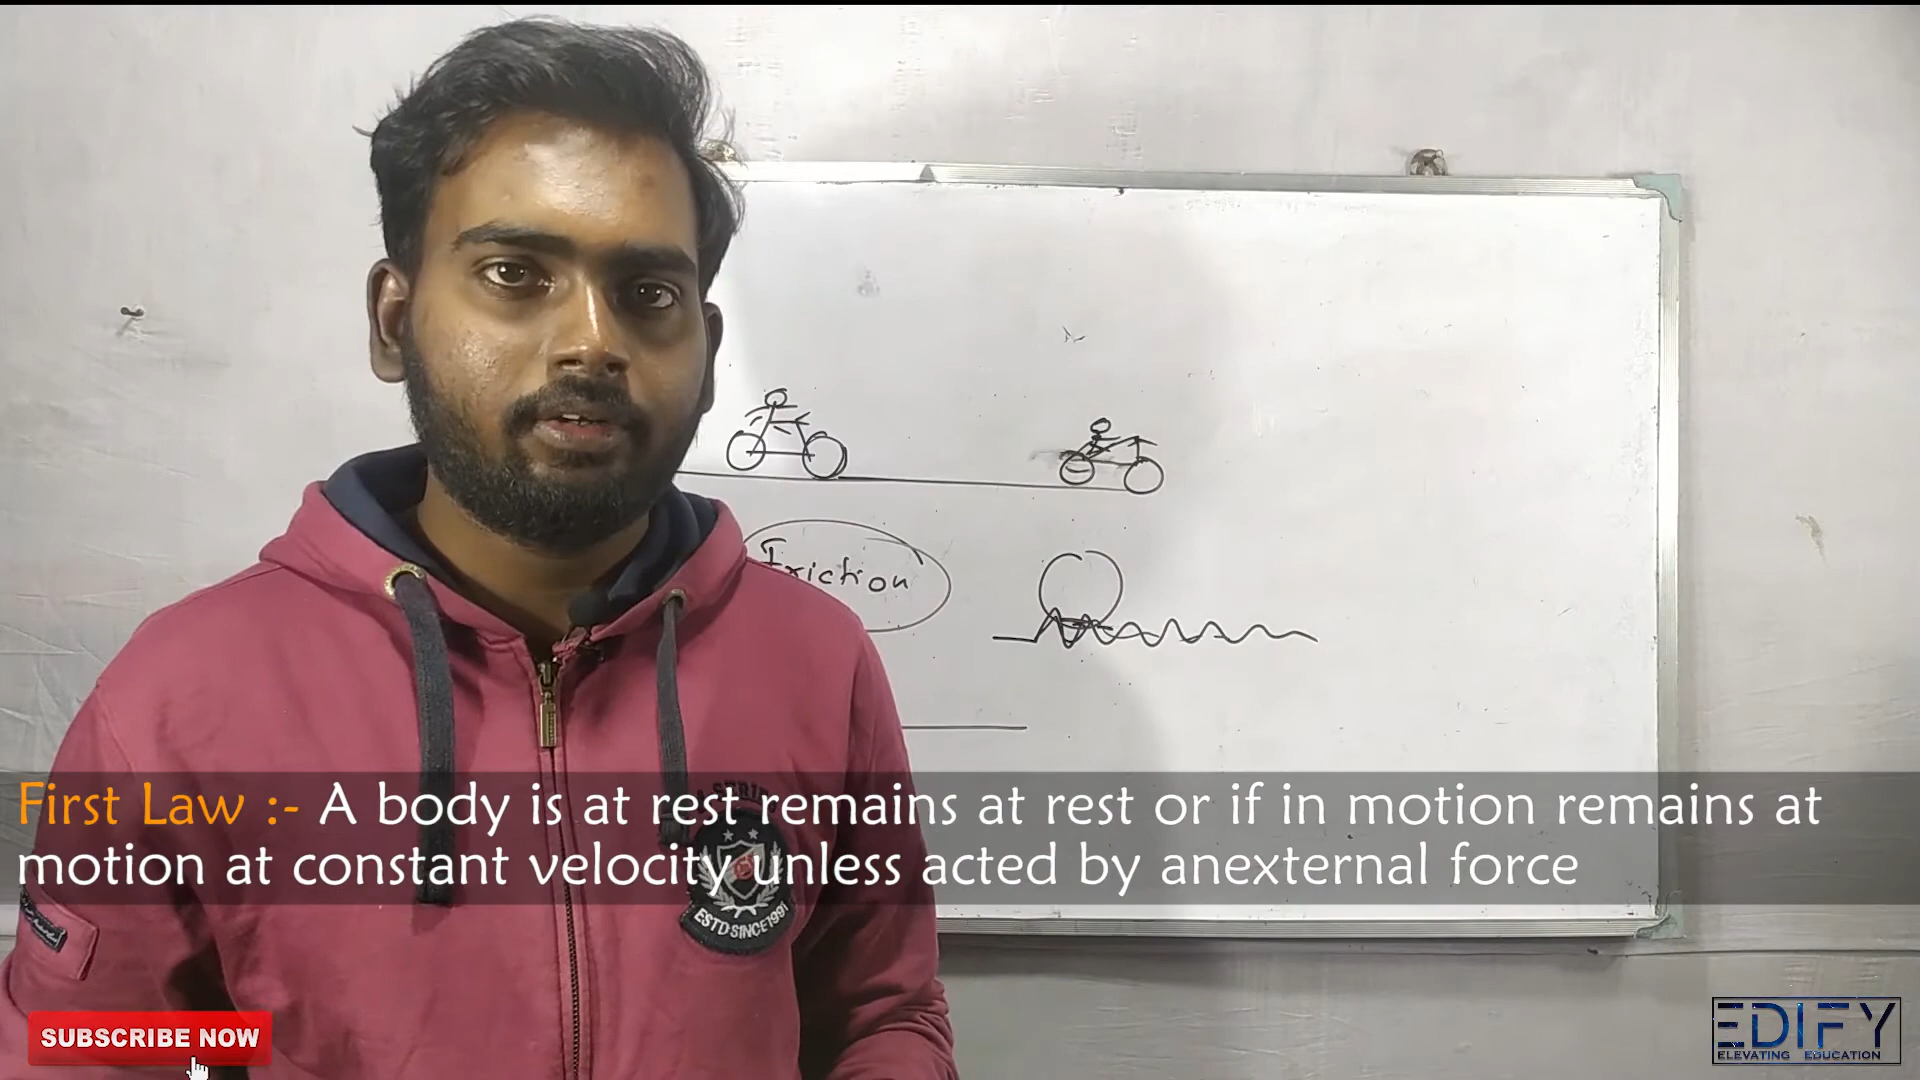 Friction
First Law :- A body is at rest remains at rest or if in motion remains at
motion at constant velocity unless acted by anexternal force
ESTD SINCE 1991
SUBSCRIBE NOW
EDIFY
ELEVATING EDUCATION